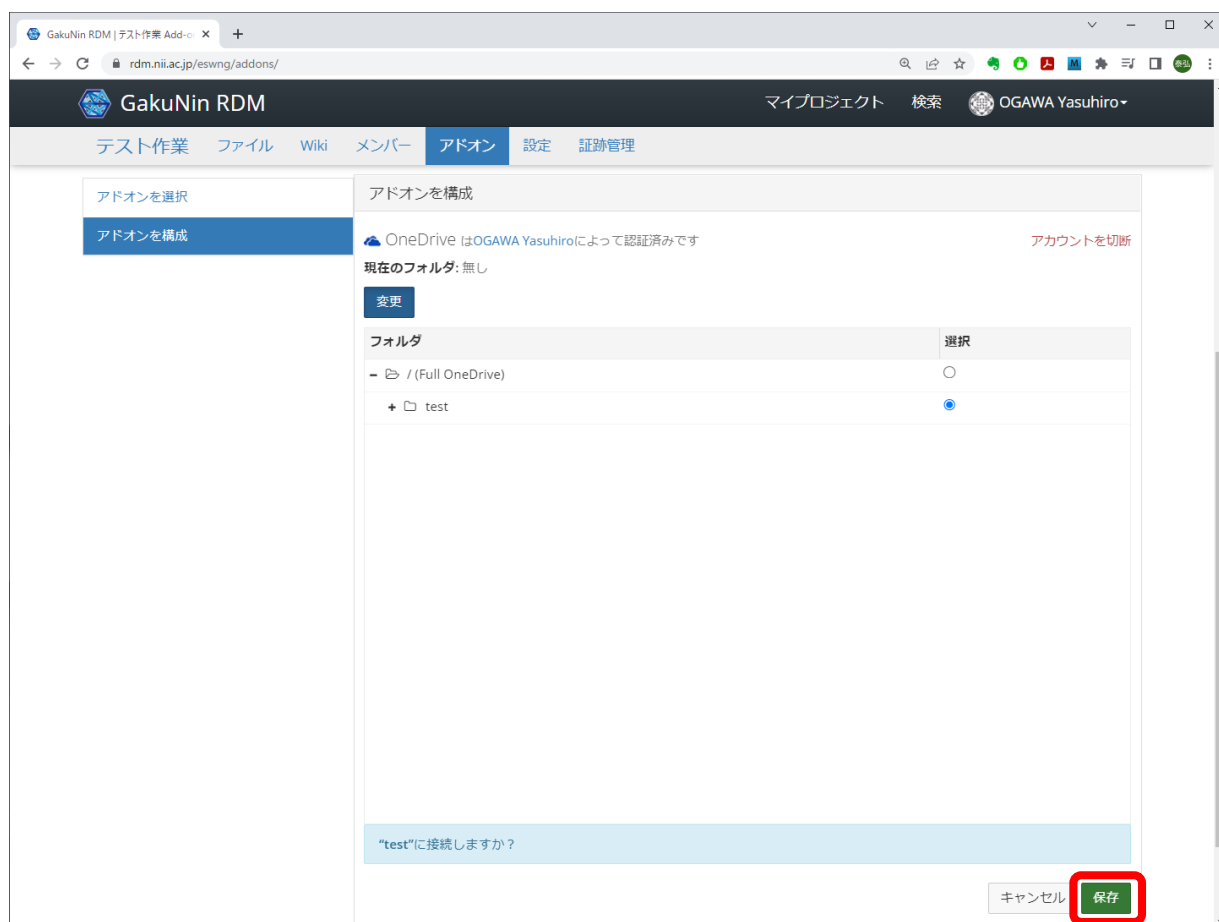 GakuNin RDM | テスト作業 Add-o
rdm.nii.ac.jp/eswng/addons/
GakuNin RDM
マイプロジェクト 検索 OGAWA Yasuhiro
テスト作業 ファイル Wiki メンバー アドオン 設定 証跡管理
アドオンを選択
アドオンを構成
アドオンを構成
OneDrive はOGAWA Yasuhiroによって認証済みです アカウントを切断
現在のフォルダ: 無し
変更
フォルダ 選択
/ (Full OneDrive)
test
“test”に接続しますか？
キャンセル 保存